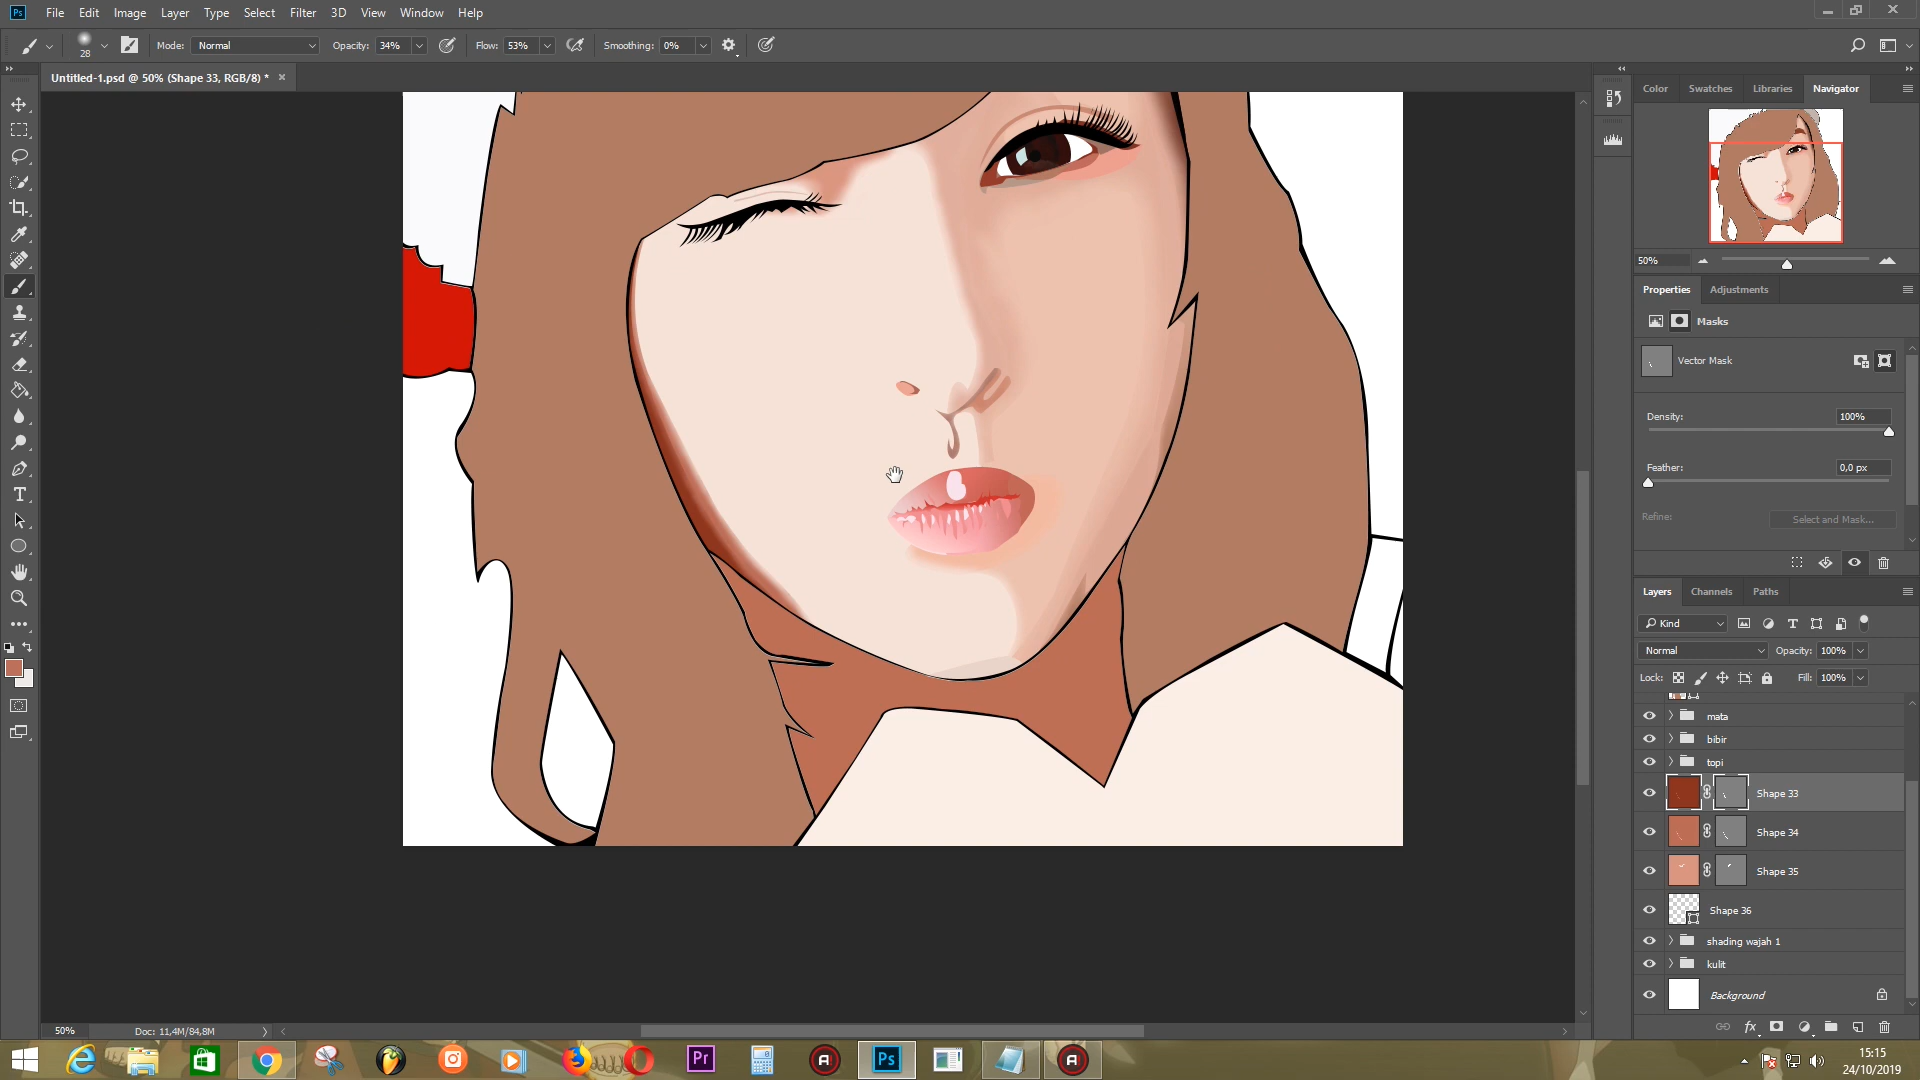 Ps File Edit Image Layer Type Select Filter 3D View Window Help
28 Mode: Normal Opacity: 34% Flow: 53% Smoothing: 0%
Untitled-1.psd @ 50% (Shape 33, RGB/8) *
Color Swatches Libraries Navigator
50%
Properties Adjustments
Masks
Vector Mask
Density: 100%
Feather: 0,0 px
Refine: Select and Mask...
Layers Channels Paths
Kind
Normal Opacity: 100%
Lock: Fill: 100%
mata
bibir
topi
Shape 33
Shape 34
Shape 35
Shape 36
shading wajah 1
kulit
Background
50% Doc: 11,4M/84,8M
Pr Ps
15:15
24/10/2019